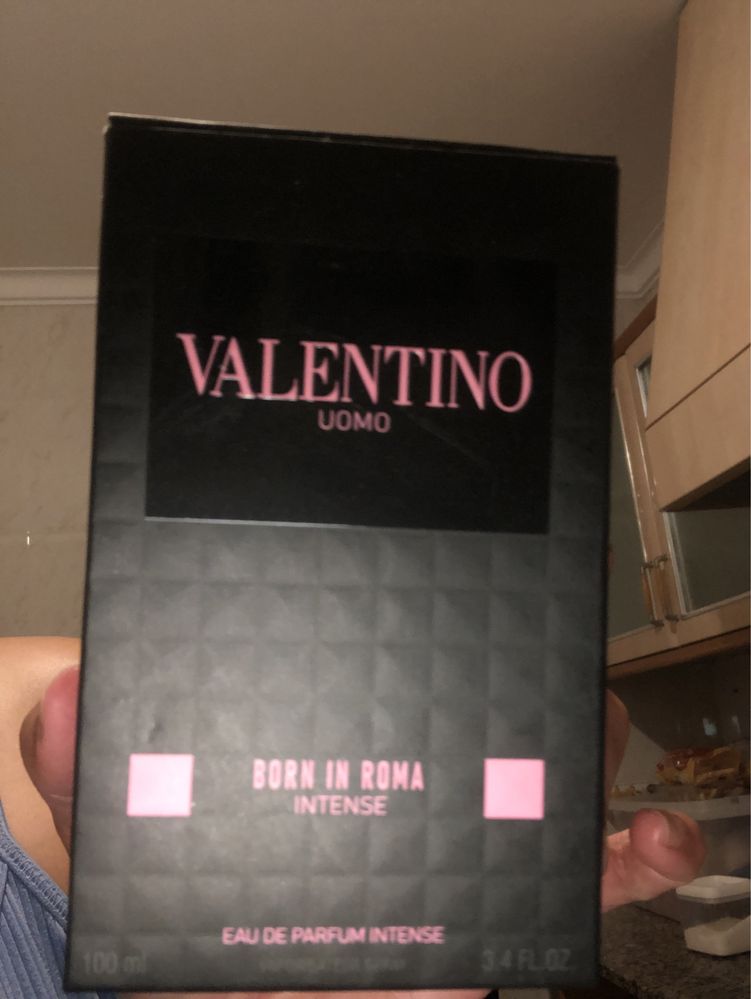 VALENTINO
UOMO
BORN IN ROMA
INTENSE
EAU DE PARFUM INTENSE
100 ml
3.4 FL.OZ